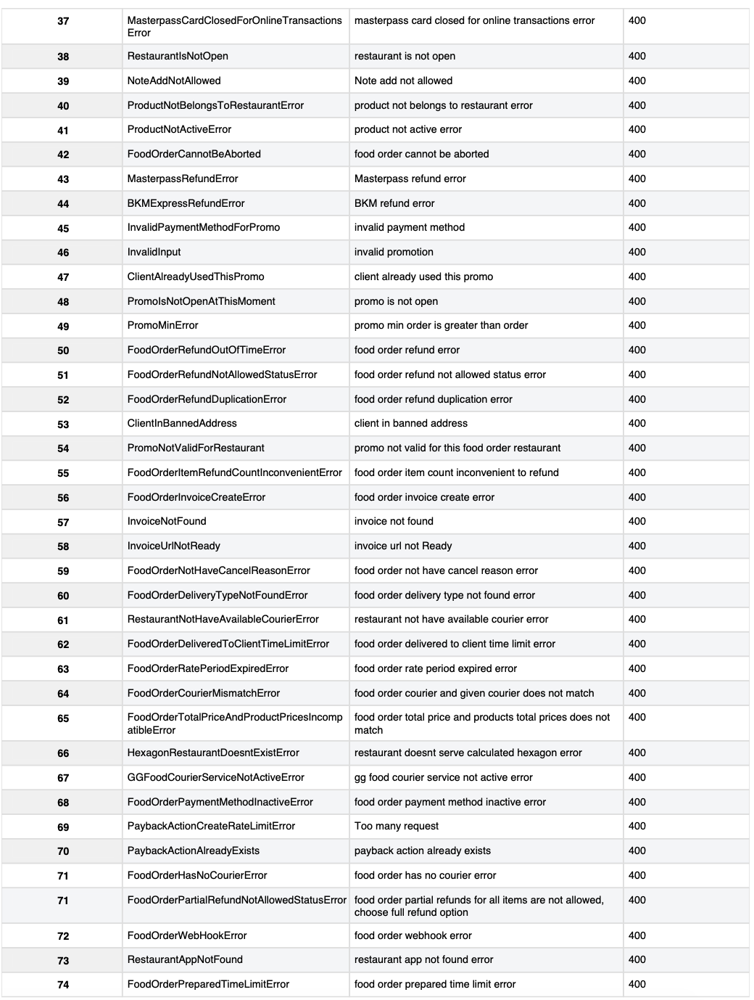 37 MasterpassCardClosedForOnlineTransactions masterpass card closed for online transactions error 400
Error
38 RestaurantIsNotOpen restaurant is not open 400
39 NoteAddNotAllowed Note add not allowed 400
40 ProductNotBelongsToRestaurantError product not belongs to restaurant error 400
41 ProductNotActiveError product not active error 400
42 FoodOrderCannotBeAborted food order cannot be aborted 400
43 MasterpassRefundError Masterpass refund error 400
44 BKMExpressRefundError BKM refund error 400
45 InvalidPaymentMethodForPromo invalid payment method 400
46 InvalidInput invalid promotion 400
47 ClientAlreadyUsedThisPromo client already used this promo 400
48 PromoIsNotOpenAtThisMoment promo is not open 400
49 PromoMinError promo min order is greater than order 400
50 FoodOrderRefundOutOfTimeError food order refund error 400
51 FoodOrderRefundNotAllowedStatusError food order refund not allowed status error 400
52 FoodOrderRefundDuplicationError food order refund duplication error 400
53 ClientInBannedAddress client in banned address 400
54 PromoNotValidForRestaurant promo not valid for this food order restaurant 400
55 FoodOrderItemRefundCountInconvenientError food order item count inconvenient to refund 400
56 FoodOrderInvoiceCreateError food order invoice create error 400
57 InvoiceNotFound invoice not found 400
58 InvoiceUrlNotReady invoice url not Ready 400
59 FoodOrderNotHaveCancelReasonError food order not have cancel reason error 400
60 FoodOrderDeliveryTypeNotFoundError food order delivery type not found error 400
61 RestaurantNotHaveAvailableCourierError restaurant not have available courier error 400
62 FoodOrderDeliveredToClientTimeLimitError food order delivered to client time limit error 400
63 FoodOrderRatePeriodExpiredError food order rate period expired error 400
64 FoodOrderCourierMismatchError food order courier and given courier does not match 400
65 FoodOrderTotalPriceAndProductPricesIncomp food order total price and products total prices does not 400
atibleError match
66 HexagonRestaurantDoesntExistError restaurant doesnt serve calculated hexagon error 400
67 GGFoodCourierServiceNotActiveError gg food courier service not active error 400
68 FoodOrderPaymentMethodInactiveError food order payment method inactive error 400
69 PaybackActionCreateRateLimitError Too many request 400
70 PaybackActionAlreadyExists payback action already exists 400
71 FoodOrderHasNoCourierError food order has no courier error 400
71 FoodOrderPartialRefundNotAllowedStatusError food order partial refunds for all items are not allowed, 400
choose full refund option
72 FoodOrderWebHookError food order webhook error 400
73 RestaurantAppNotFound restaurant app not found error 400
74 FoodOrderPreparedTimeLimitError food order prepared time limit error 400